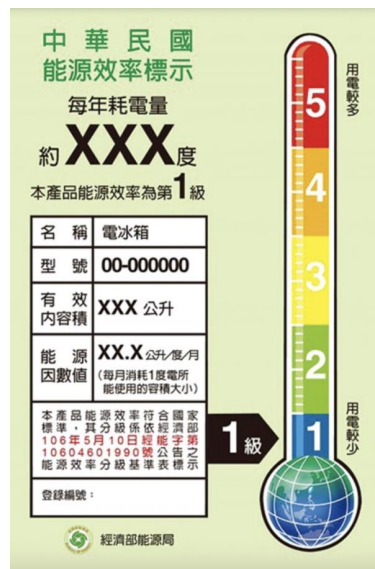 中華民國
能源效率標示
每年耗電量
約XXX度
本產品能源效率為第1級
名稱 電冰箱
型號 00-000000
有效內容積 XXX 公升
能源因數值 XX.X 公升/度/月
(每月消耗1度電所
能使用的容積大小)
本產品能源效率符合國家
標準，其分級係依經濟部
106年5月10日經能字第
10604601990號公告之
能源效率分級基準表標示
登錄編號：
經濟部能源局
用電較多
5
4
3
2
1
用電較少
1級